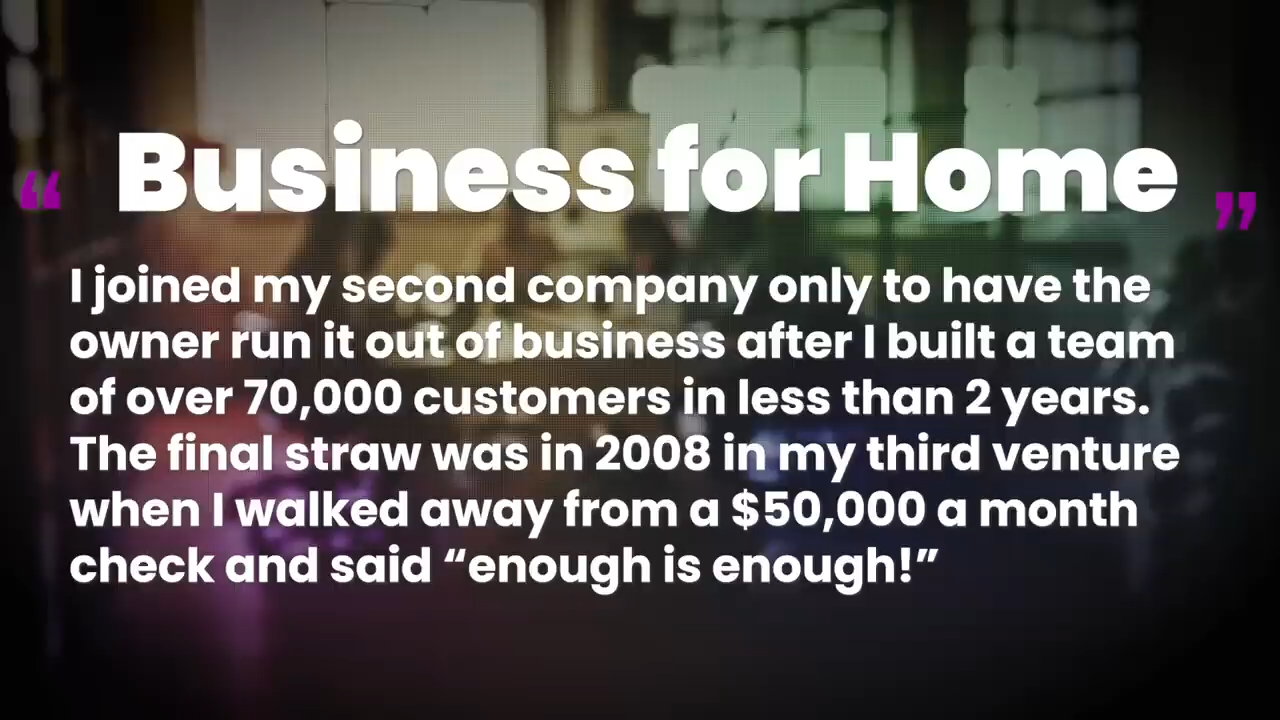 “ Business for Home ”
I joined my second company only to have the
owner run it out of business after I built a team
of over 70,000 customers in less than 2 years.
The final straw was in 2008 in my third venture
when I walked away from a $50,000 a month
check and said “enough is enough!”